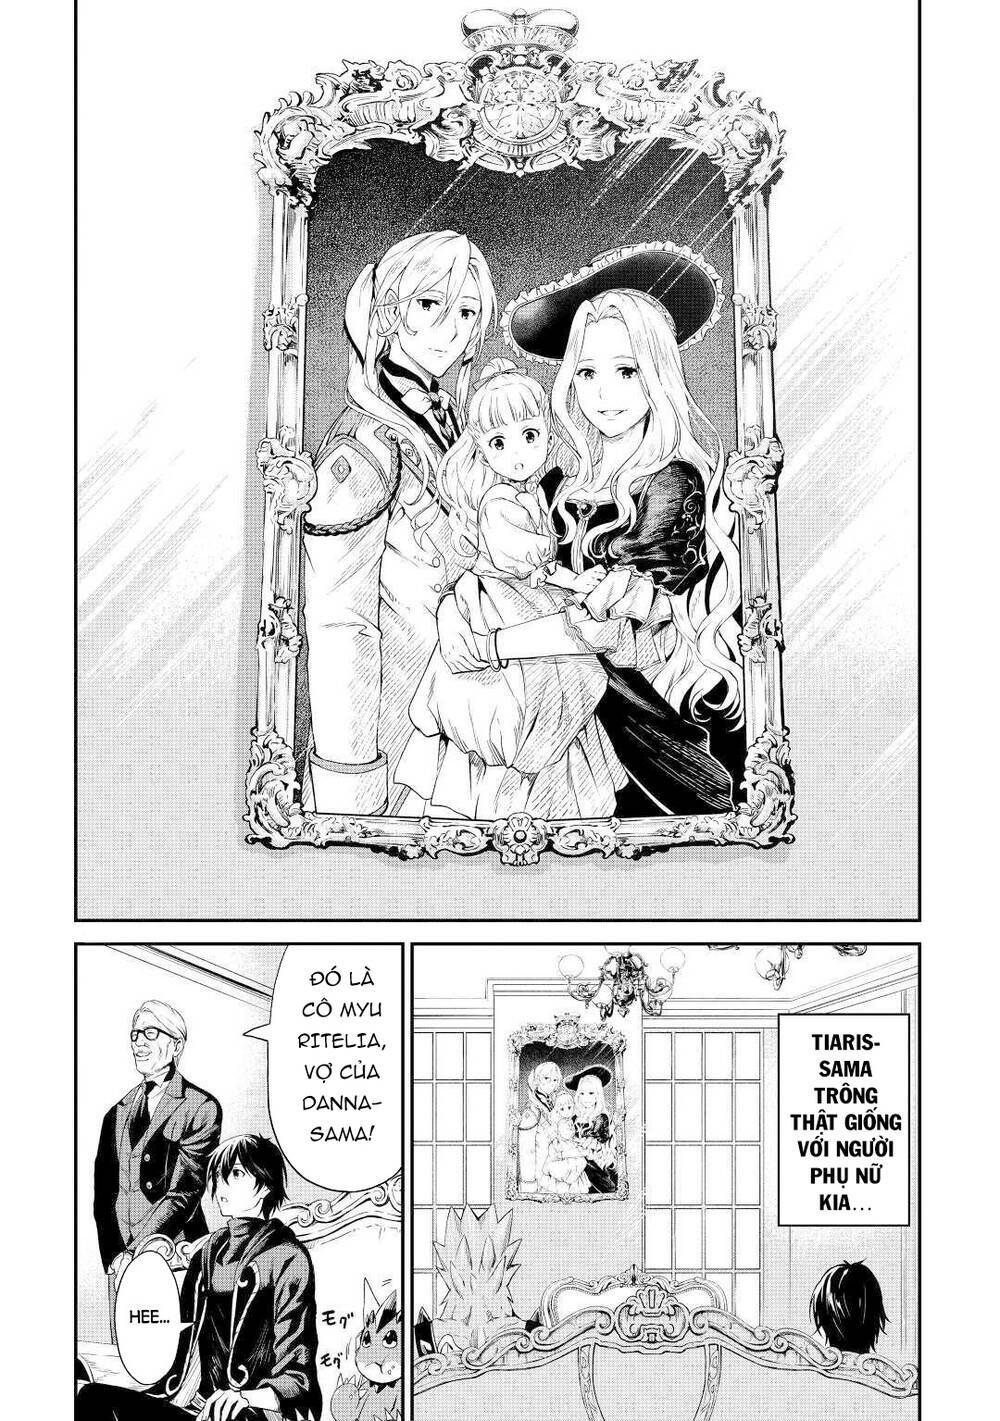 TIARIS-
SAMA
TRÔNG
THẬT GIỐNG
VỚI NGƯỜI
PHỤ NỮ
KIA...
ĐÓ LÀ
CÔ MYU
RITELIA,
VỢ CỦA
DANNA-
SAMA!
HEE...
モグ
モグ